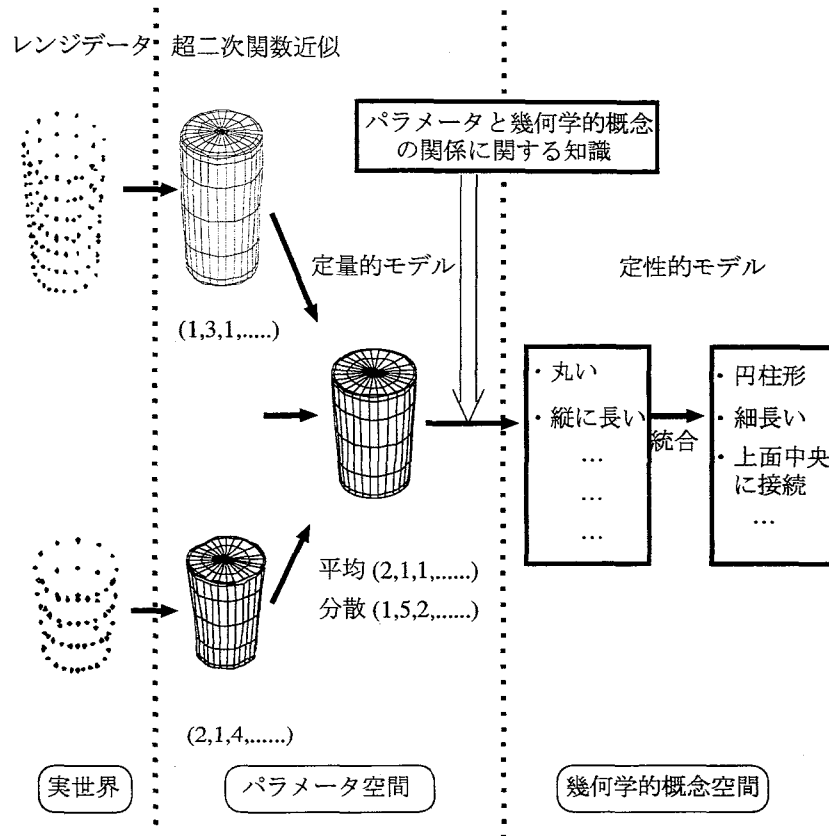 レンジデータ
超二次関数近似
パラメータと幾何学的概念
の関係に関する知識
定量的モデル
定性的モデル
(1,3,1,.....)
・丸い
・縦に長い
…
…
…
統合
・円柱形
・細長い
・上面中央
に接続
…
平均 (2,1,1,......)
分散 (1,5,2,......)
(2,1,4,......)
実世界
パラメータ空間
幾何学的概念空間